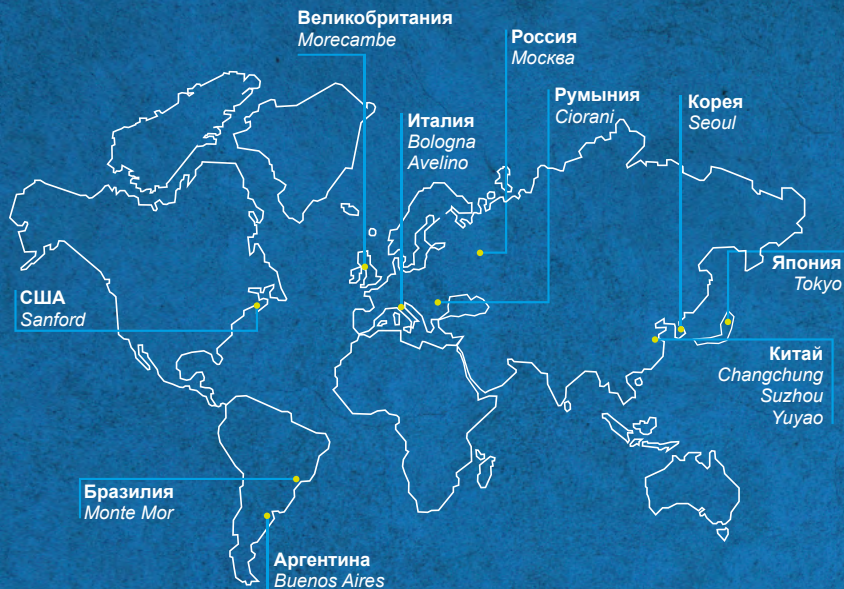 Великобритания
Morecambe
Россия
Москва
Румыния
Ciorani
Корея
Seoul
Италия
Bologna
Avelino
Япония
Tokyo
США
Sanford
Китай
Changchung
Suzhou
Yuyao
Бразилия
Monte Mor
Аргентина
Buenos Aires